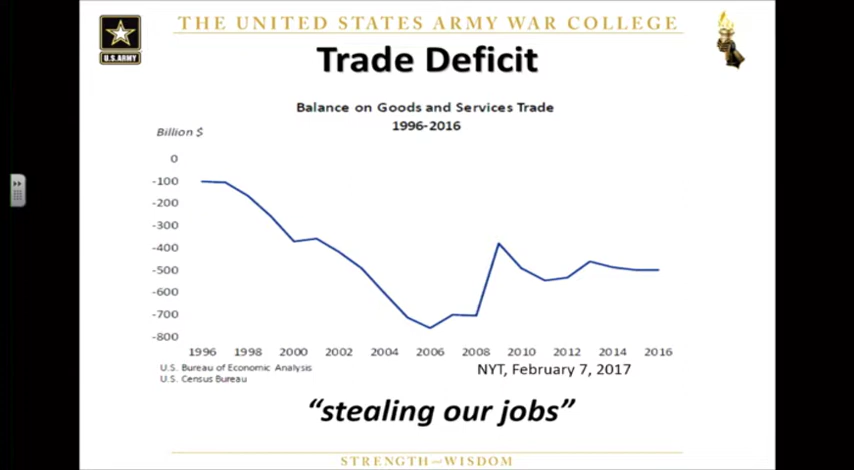 THE UNITED STATES ARMY WAR COLLEGE
U.S.ARMY
Trade Deficit
Balance on Goods and Services Trade
1996-2016
Billion $
0
-100
-200
-300
-400
-500
-600
-700
-800
1996 1998 2000 2002 2004 2006 2008 2010 2012 2014 2016
U.S. Bureau of Economic Analysis
U.S. Census Bureau
NYT, February 7, 2017
“stealing our jobs”
STRENGTH—WISDOM